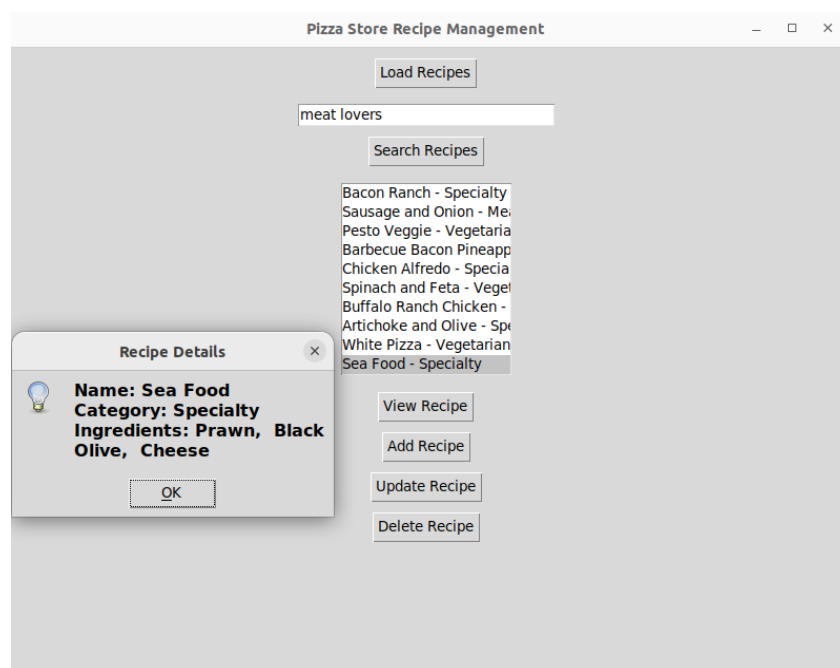 Pizza Store Recipe Management
Load Recipes
meat lovers
Search Recipes
Bacon Ranch - Specialty
Sausage and Onion - Mea
Pesto Veggie - Vegetaria
Barbecue Bacon Pineapp
Chicken Alfredo - Specia
Spinach and Feta - Veget
Buffalo Ranch Chicken -
Artichoke and Olive - Spe
White Pizza - Vegetarian
Sea Food - Specialty
Recipe Details
Name: Sea Food
Category: Specialty
Ingredients: Prawn,  Black
Olive,  Cheese
OK
View Recipe
Add Recipe
Update Recipe
Delete Recipe